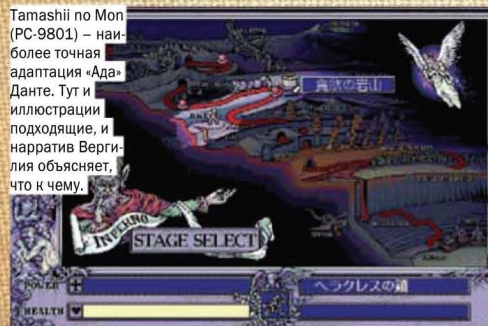 Tamashii no Mon
(PC-9801) – наи-
более точная
адаптация «Ада»
Данте. Тут и
иллюстрации
подходящие, и
нарратив Верги-
лия объясняет,
что к чему.
貪欲の岩山
INFERNO
STAGE SELECT
POWER
ヘラクレスの鎖
HEALTH